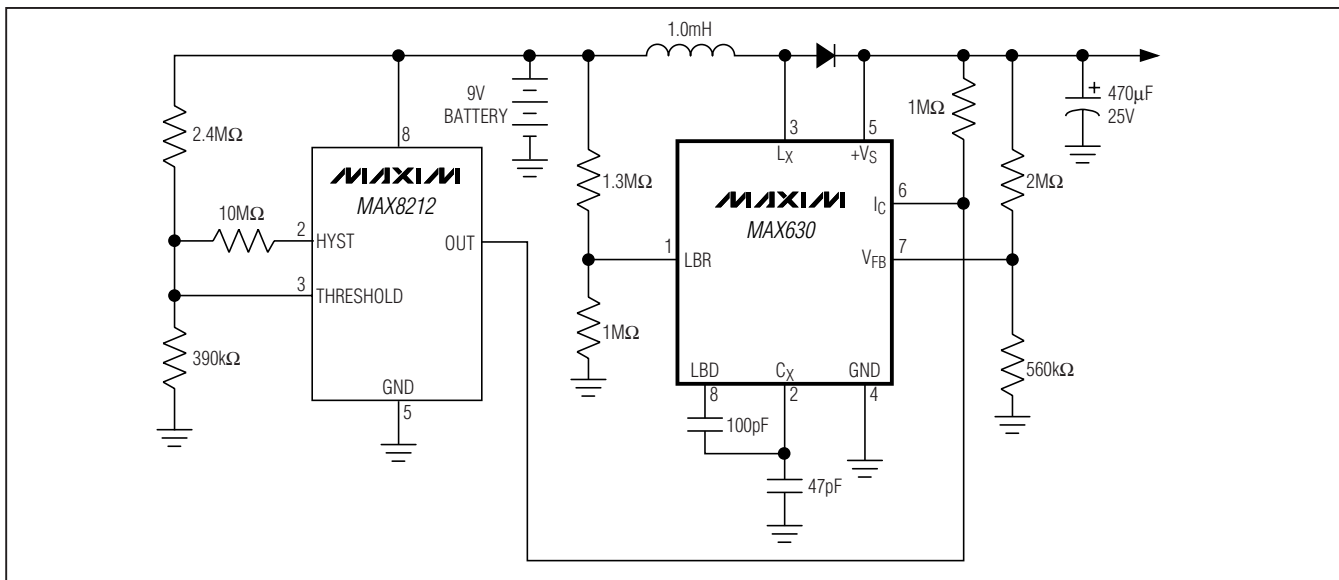 1.0mH
9V
BATTERY
2.4MΩ
8
MAXIM
MAX8212
10MΩ
2
HYST
OUT
3
THRESHOLD
390kΩ
GND
5
1.3MΩ
1MΩ
3
LX
5
+VS
MAXIM
MAX630
1
LBR
6
IC
7
VFB
LBD
8
CX
2
GND
4
100pF
47pF
1MΩ
2MΩ
560kΩ
+
470µF
25V